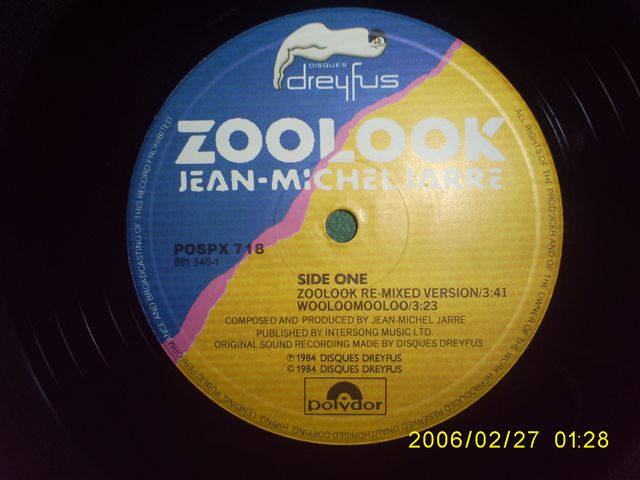 DISQUES
dreyfus
ZOOLOOK
JEAN-MICHEL JARRE
POSPX 718
881 540-1
SIDE ONE
ZOOLOOK RE-MIXED VERSION/3:41
WOOLOOMOOLOO/3:23
COMPOSED AND PRODUCED BY JEAN-MICHEL JARRE
PUBLISHED BY INTERSONG MUSIC LTD.
ORIGINAL SOUND RECORDING MADE BY DISQUES DREYFUS
℗ 1984 DISQUES DREYFUS
© 1984 DISQUES DREYFUS
polydor
ALL RIGHTS OF THE PRODUCER AND OF THE OWNER OF THE WORK REPRODUCED RESERVED UNAUTHORISED COPYING, HIRING, LENDING, PUBLIC PERFORMANCE AND BROADCASTING OF THIS RECORD PROHIBITED
2006/02/27 01:28